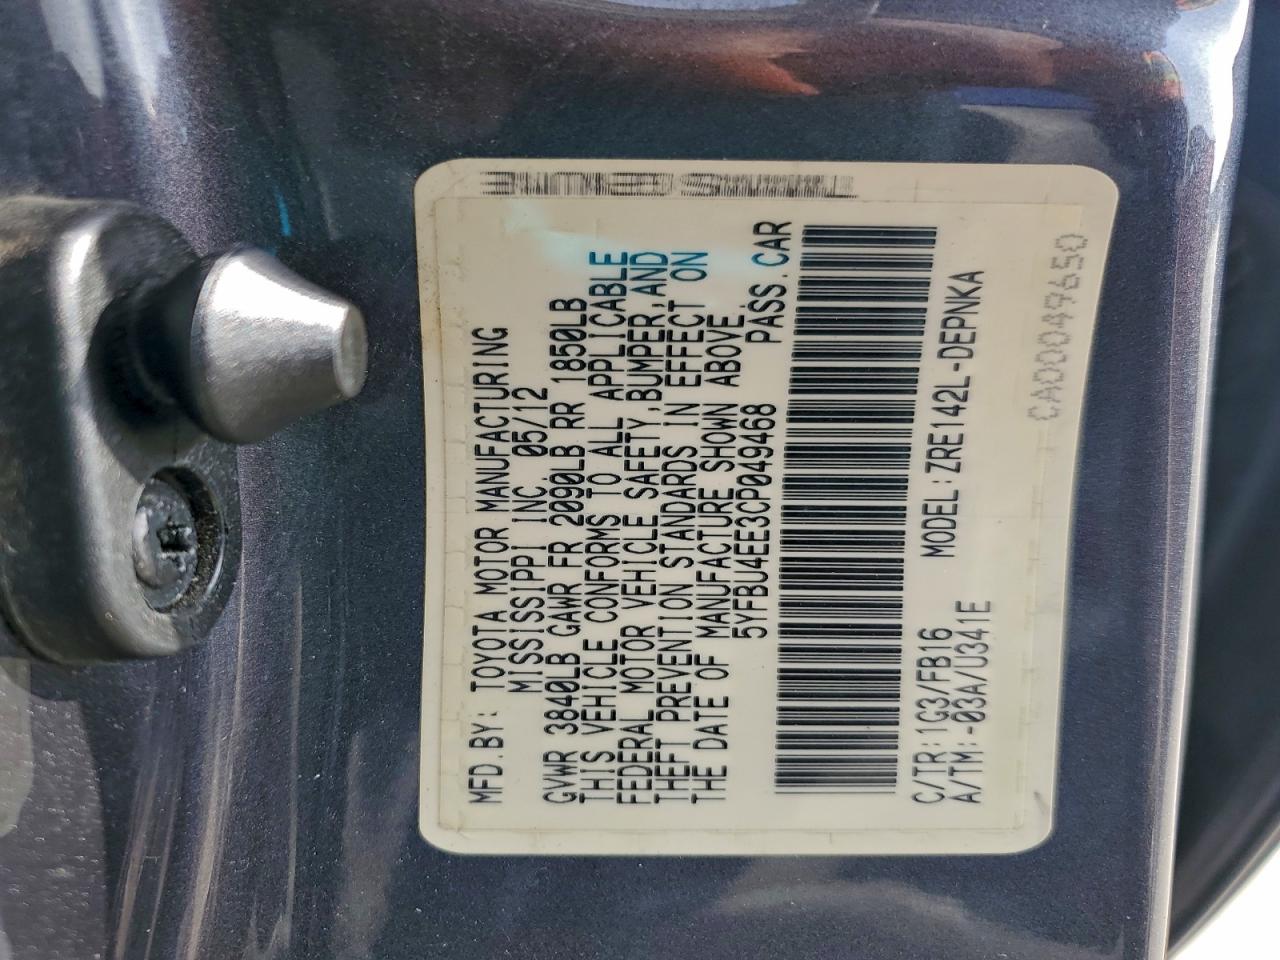 MFD.BY: TOYOTA MOTOR MANUFACTURING
MISSISSIPPI INC. 05/12
GVWR 3840LB GAWR FR 2090LB RR 1850LB
THIS VEHICLE CONFORMS TO ALL APPLICABLE
FEDERAL MOTOR VEHICLE SAFETY,BUMPER,AND
THEFT PREVENTION STANDARDS IN EFFECT ON
THE DATE OF MANUFACTURE SHOWN ABOVE.
5YFBU4EE3CP049468 PASS.CAR
C/TR:1G3/FB16 MODEL:ZRE142L-DEPNKA
A/TM:-03A/U341E
CA00049650